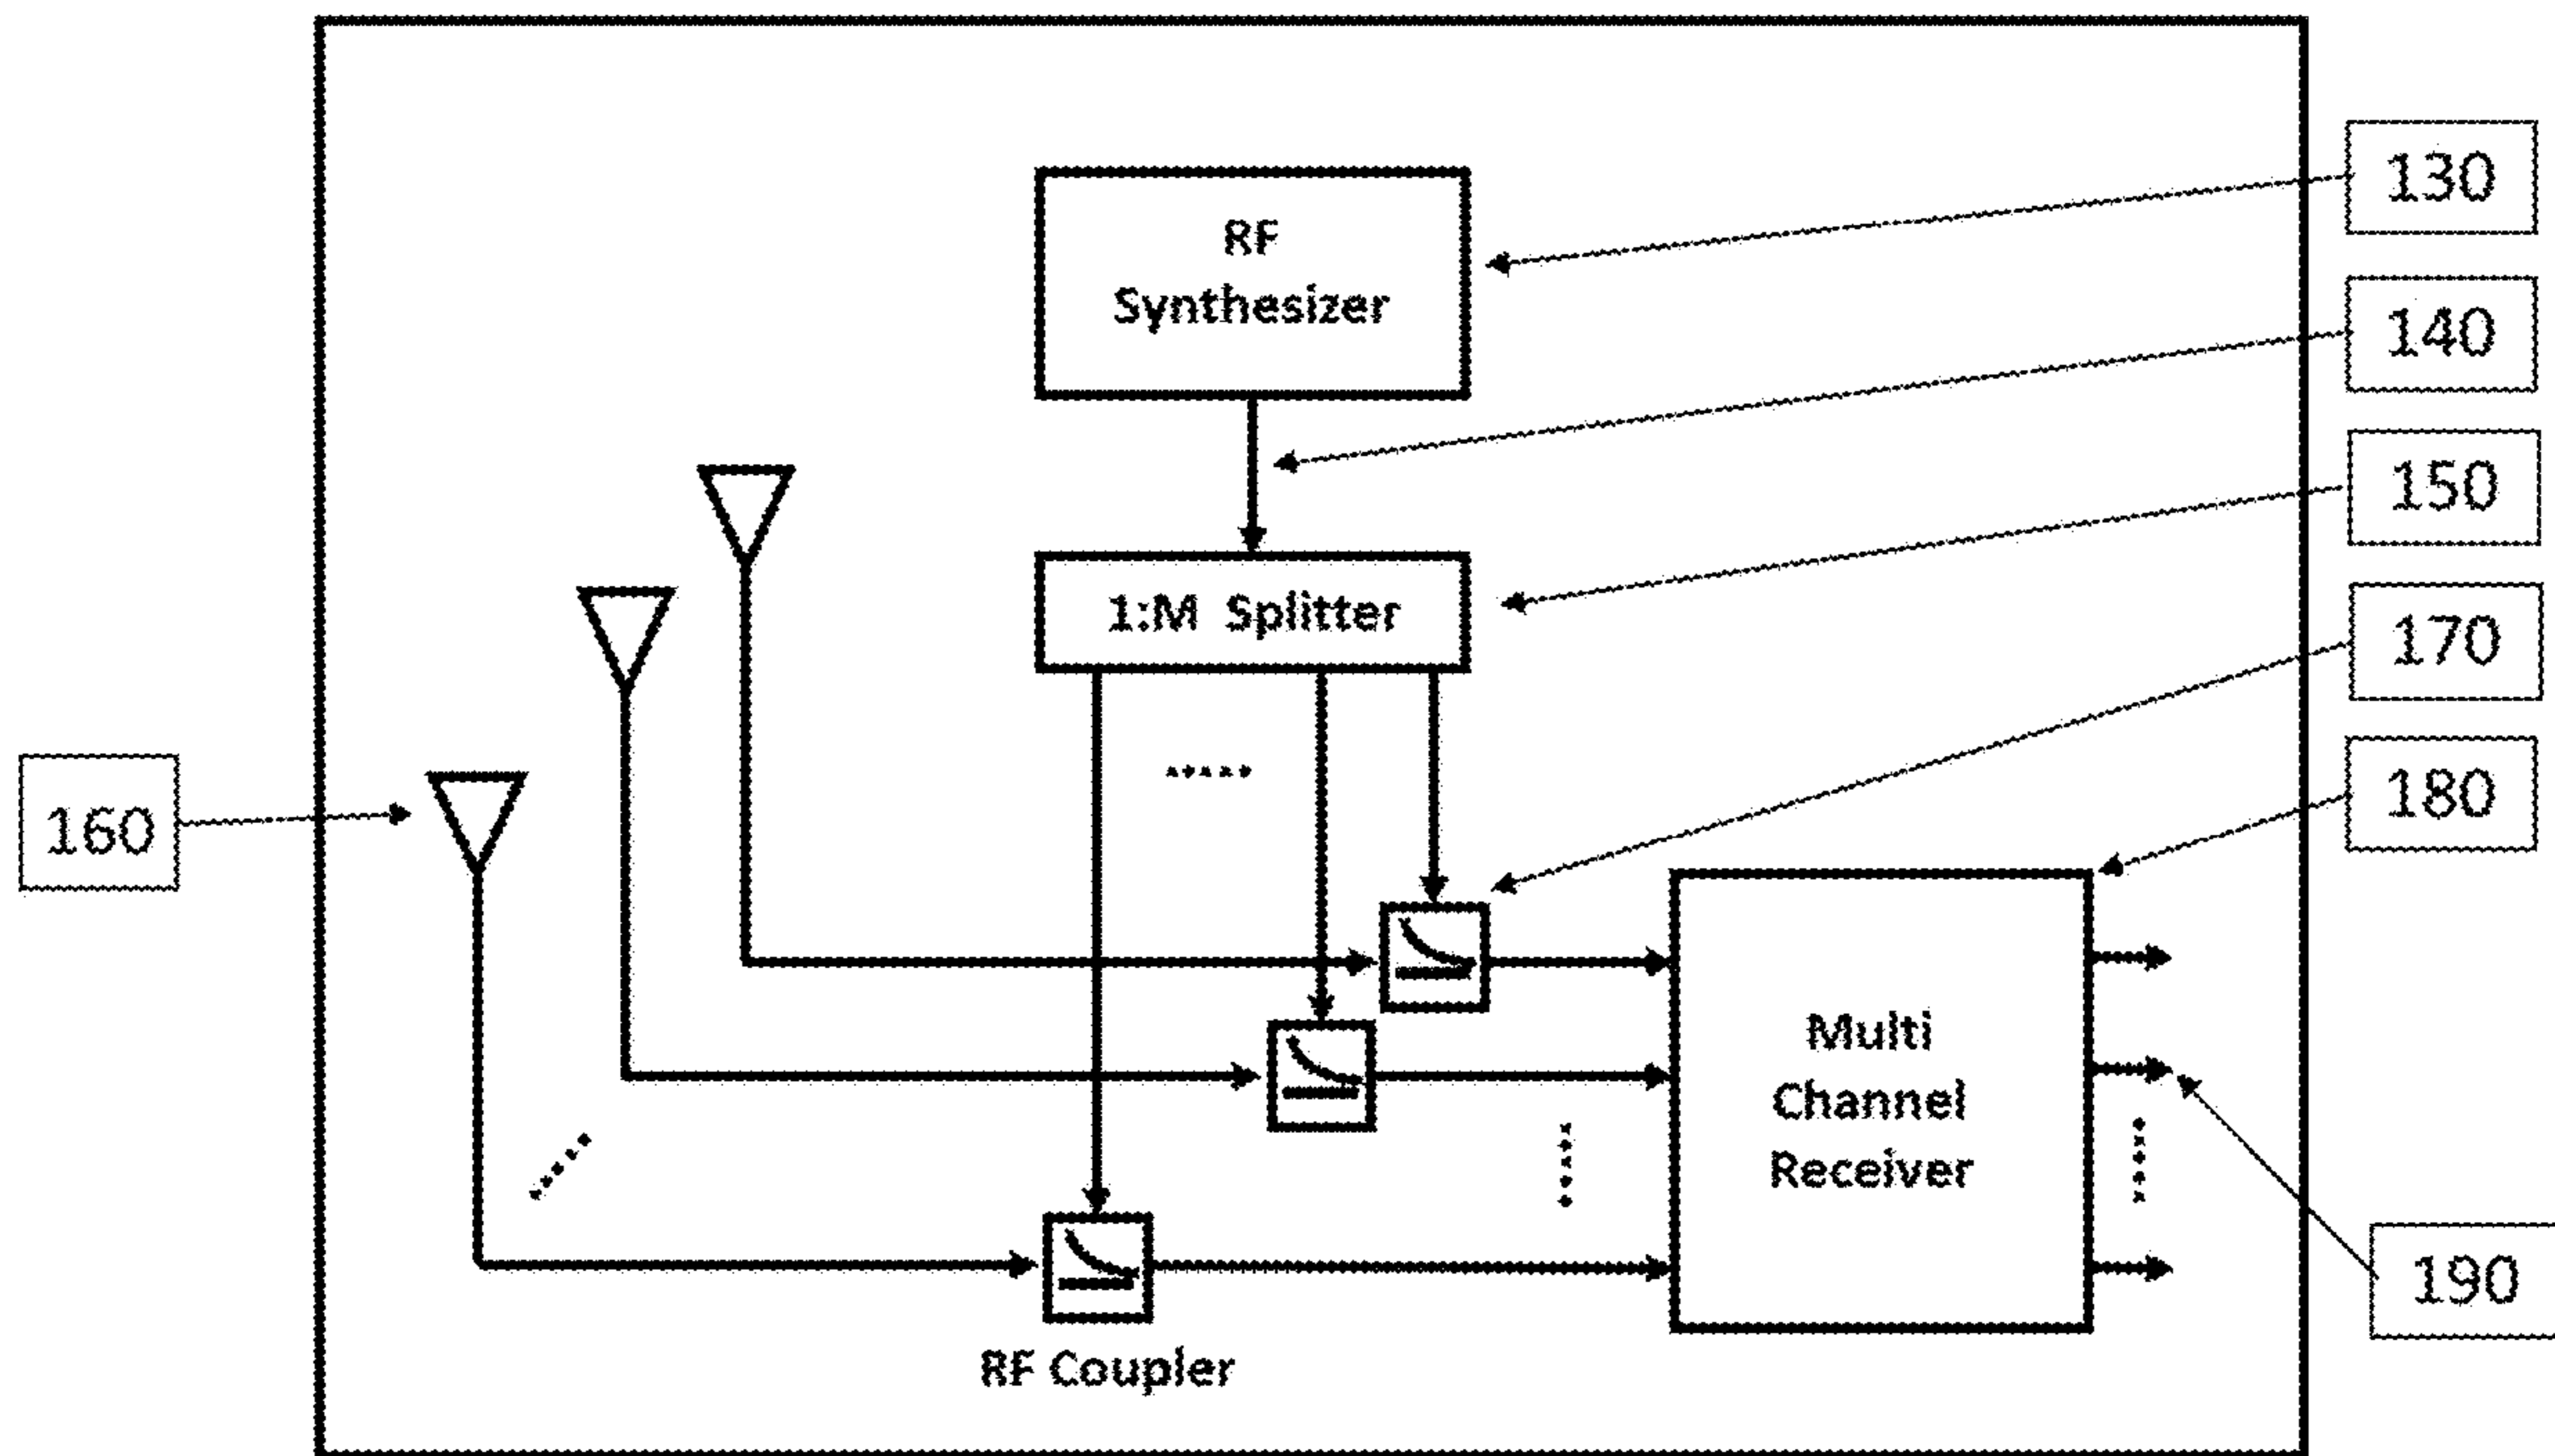 RF
Synthesizer
1:M Splitter
Multi
Channel
Receiver
RF Coupler
130
140
150
170
180
160
190